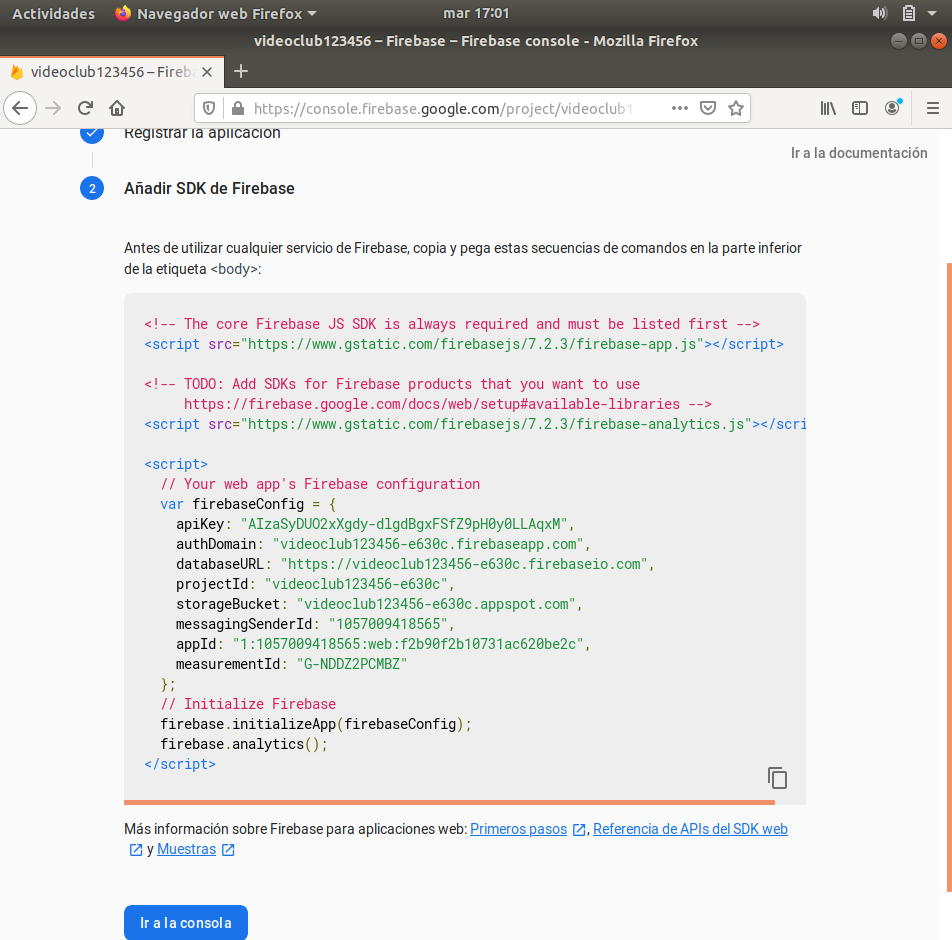 Actividades Navegador web Firefox mar 17:01
videoclub123456 – Firebase – Firebase console - Mozilla Firefox
videoclub123456 – Fireba
https://console.firebase.google.com/project/videoclub1
Registrar la aplicación
Ir a la documentación
2 Añadir SDK de Firebase
Antes de utilizar cualquier servicio de Firebase, copia y pega estas secuencias de comandos en la parte inferior
de la etiqueta <body>:
<!-- The core Firebase JS SDK is always required and must be listed first -->
<script src="https://www.gstatic.com/firebasejs/7.2.3/firebase-app.js"></script>
<!-- TODO: Add SDKs for Firebase products that you want to use
https://firebase.google.com/docs/web/setup#available-libraries -->
<script src="https://www.gstatic.com/firebasejs/7.2.3/firebase-analytics.js"></scri
<script>
// Your web app's Firebase configuration
var firebaseConfig = {
apiKey: "AIzaSyDUO2xXgdy-dlgdBgxFSfZ9pH0y0LLAqxM",
authDomain: "videoclub123456-e630c.firebaseapp.com",
databaseURL: "https://videoclub123456-e630c.firebaseio.com",
projectId: "videoclub123456-e630c",
storageBucket: "videoclub123456-e630c.appspot.com",
messagingSenderId: "1057009418565",
appId: "1:1057009418565:web:f2b90f2b10731ac620be2c",
measurementId: "G-NDDZ2PCMBZ"
};
// Initialize Firebase
firebase.initializeApp(firebaseConfig);
firebase.analytics();
</script>
Más información sobre Firebase para aplicaciones web: Primeros pasos , Referencia de APIs del SDK web
y Muestras
Ir a la consola